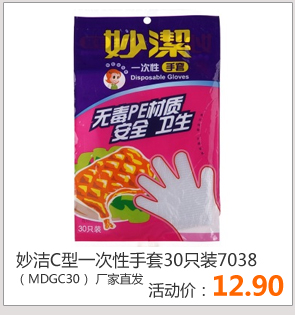 妙潔
一次性手套
Disposable Gloves
无毒PE材质
安全 卫生
30只装
妙洁C型一次性手套30只装7038
（MDGC30）厂家直发
活动价：12.90